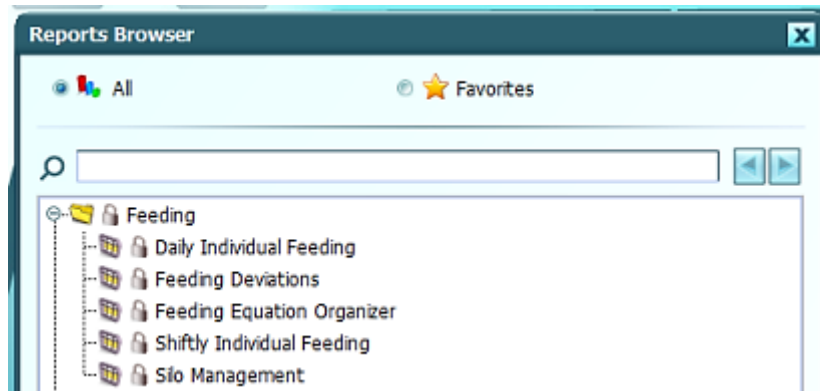 Reports Browser
All
Favorites
Feeding
Daily Individual Feeding
Feeding Deviations
Feeding Equation Organizer
Shiftly Individual Feeding
Silo Management